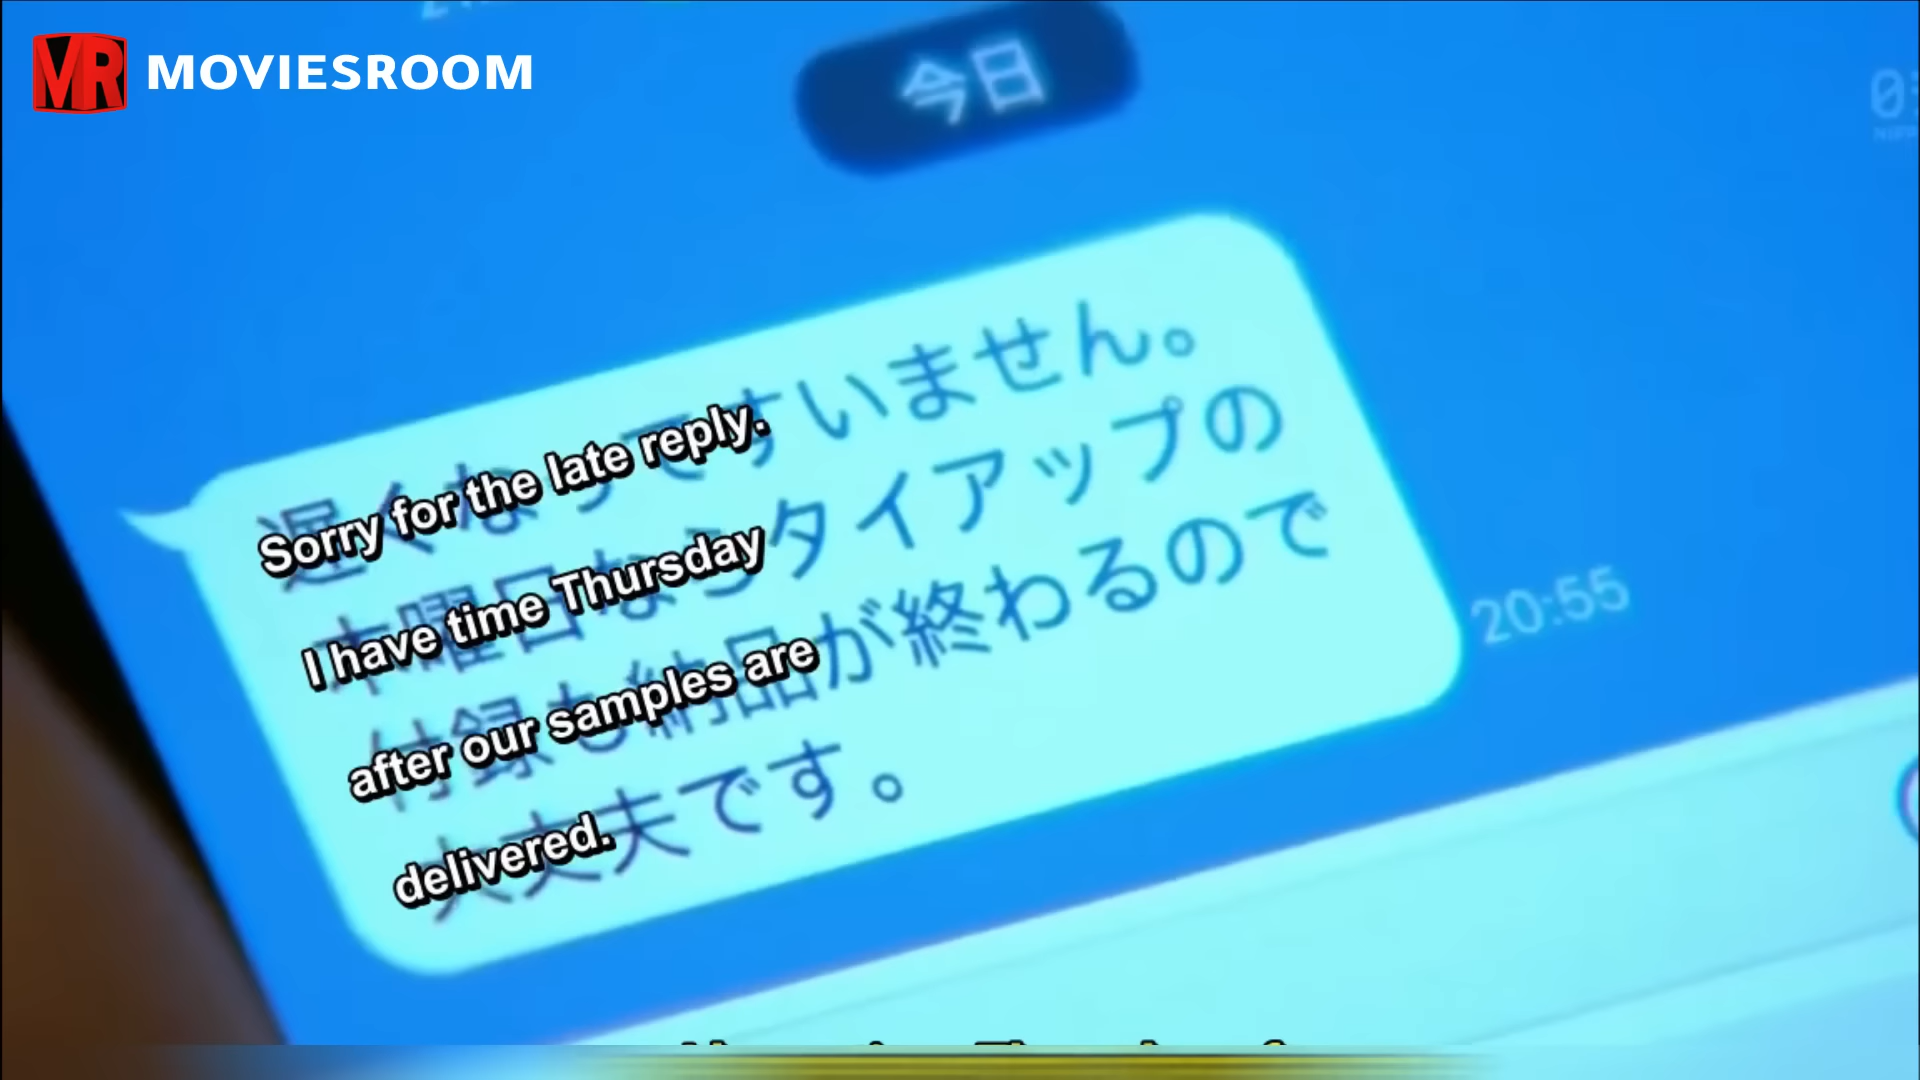 MR MOVIESROOM
今日
遅くなってすいません。
木曜日ならタイアップの
付録も納品が終わるので
大丈夫です。
20:55
Sorry for the late reply.
I have time Thursday
after our samples are
delivered.